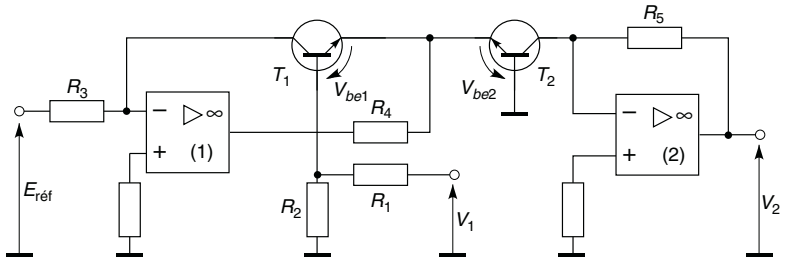 R5
T1
Vbe1
Vbe2
T2
R3
R4
▷∞
▷∞
−
−
+
(1)
+
(2)
Eréf
R2
R1
V1
V2